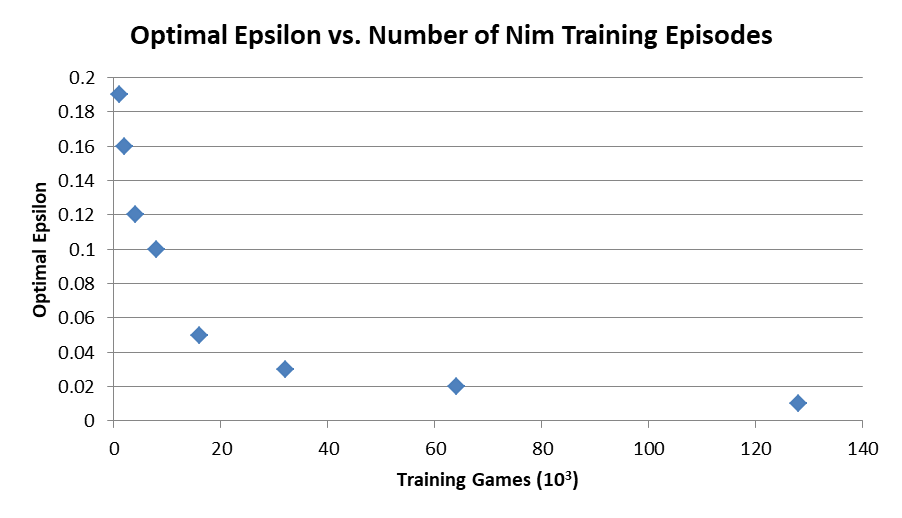 Optimal Epsilon vs. Number of Nim Training Episodes
0.2
0.18
0.16
0.14
0.12
0.1
0.08
0.06
0.04
0.02
0
Optimal Epsilon
0 20 40 60 80 100 120 140
Training Games (10³)